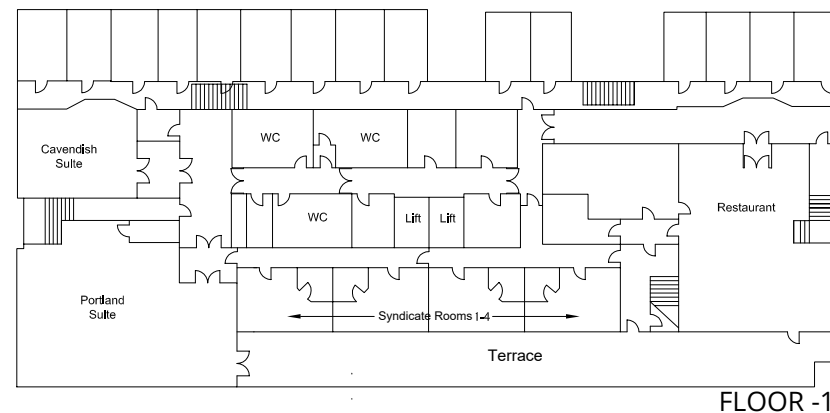 WC
WC
Cavendish
Suite
Restaurant
WC
Lift
Lift
Portland
Suite
Syndicate Rooms 1-4
Terrace
FLOOR -1